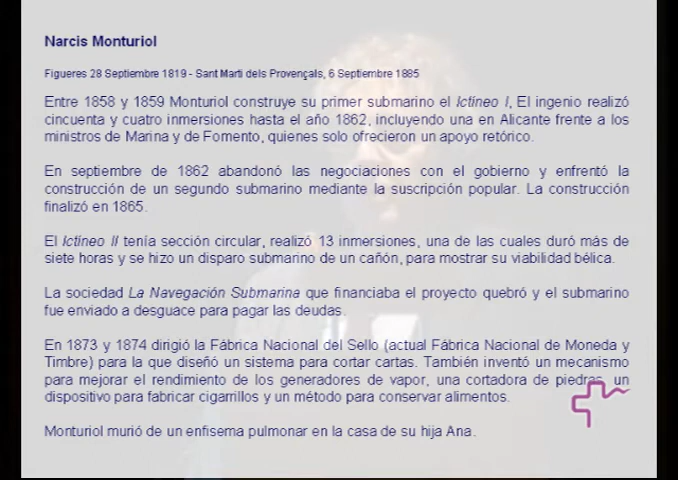 Narcis Monturiol
Figueres 28 Septiembre 1819 - Sant Martí dels Provençals, 6 Septiembre 1885
Entre 1858 y 1859 Monturiol construye su primer submarino el Ictíneo I, El ingenio realizó
cincuenta y cuatro inmersiones hasta el año 1862, incluyendo una en Alicante frente a los
ministros de Marina y de Fomento, quienes solo ofrecieron un apoyo retórico.
En septiembre de 1862 abandonó las negociaciones con el gobierno y enfrentó la
construcción de un segundo submarino mediante la suscripción popular. La construcción
finalizó en 1865.
El Ictíneo II tenía sección circular, realizó 13 inmersiones, una de las cuales duró más de
siete horas y se hizo un disparo submarino de un cañón, para mostrar su viabilidad bélica.
La sociedad La Navegación Submarina que financiaba el proyecto quebró y el submarino
fue enviado a desguace para pagar las deudas.
En 1873 y 1874 dirigió la Fábrica Nacional del Sello (actual Fábrica Nacional de Moneda y
Timbre) para la que diseñó un sistema para cortar cartas. También inventó un mecanismo
para mejorar el rendimiento de los generadores de vapor, una cortadora de piedras, un
dispositivo para fabricar cigarrillos y un método para conservar alimentos.
Monturiol murió de un enfisema pulmonar en la casa de su hija Ana.